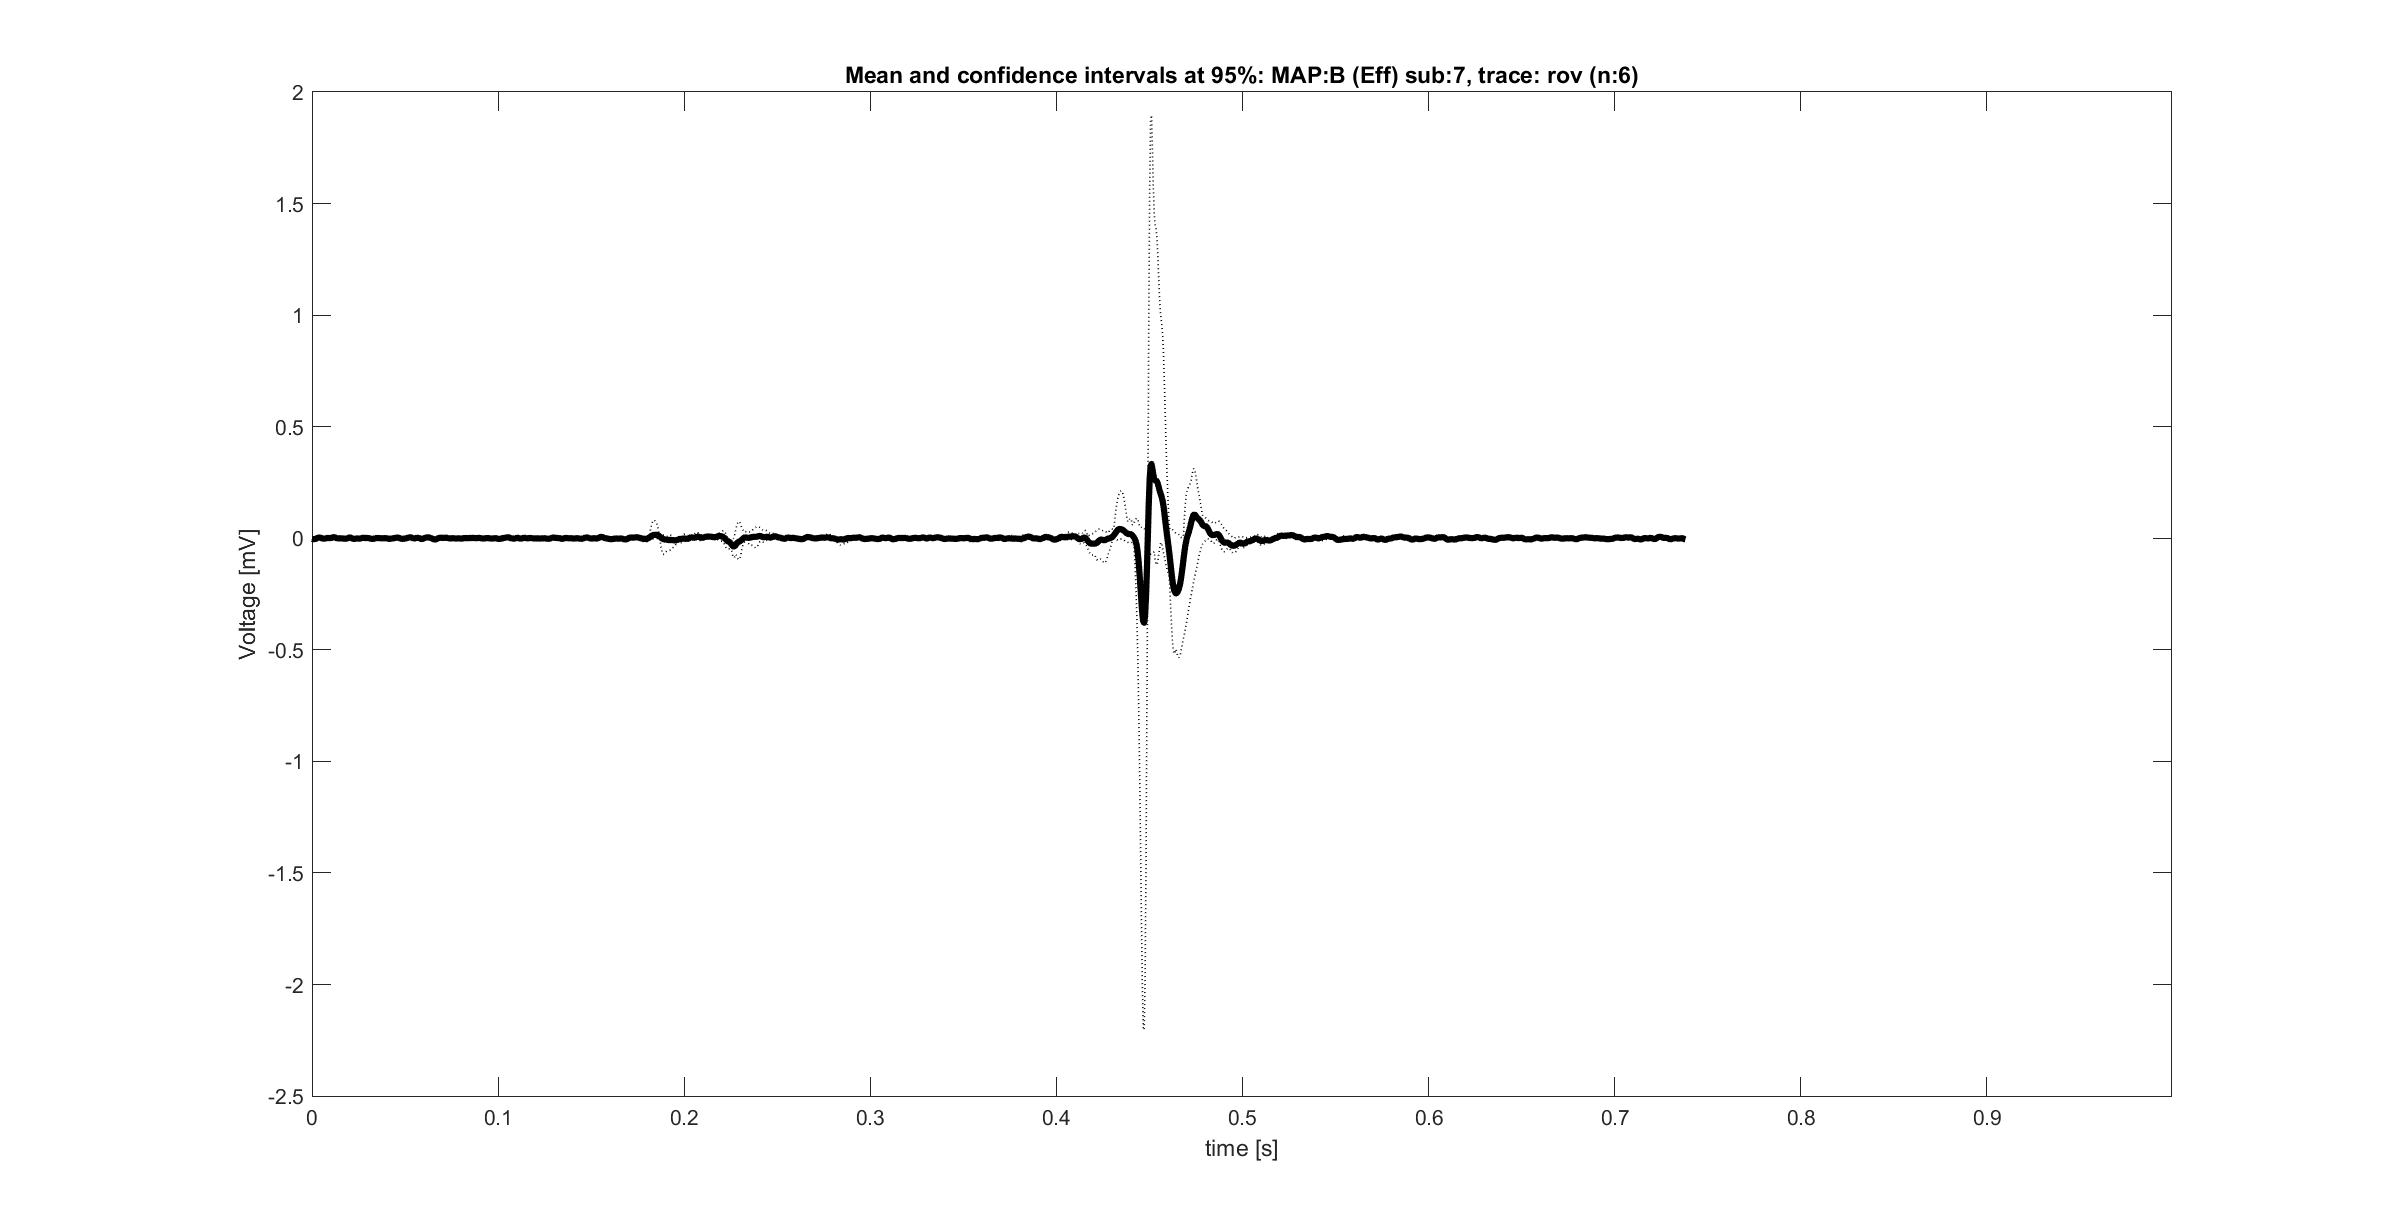 Mean and confidence intervals at 95%: MAP:B (Eff) sub:7, trace: rov (n:6)
2
1.5
1
0.5
0
-0.5
-1
-1.5
-2
-2.5
Voltage [mV]
0 0.1 0.2 0.3 0.4 0.5 0.6 0.7 0.8 0.9
time [s]